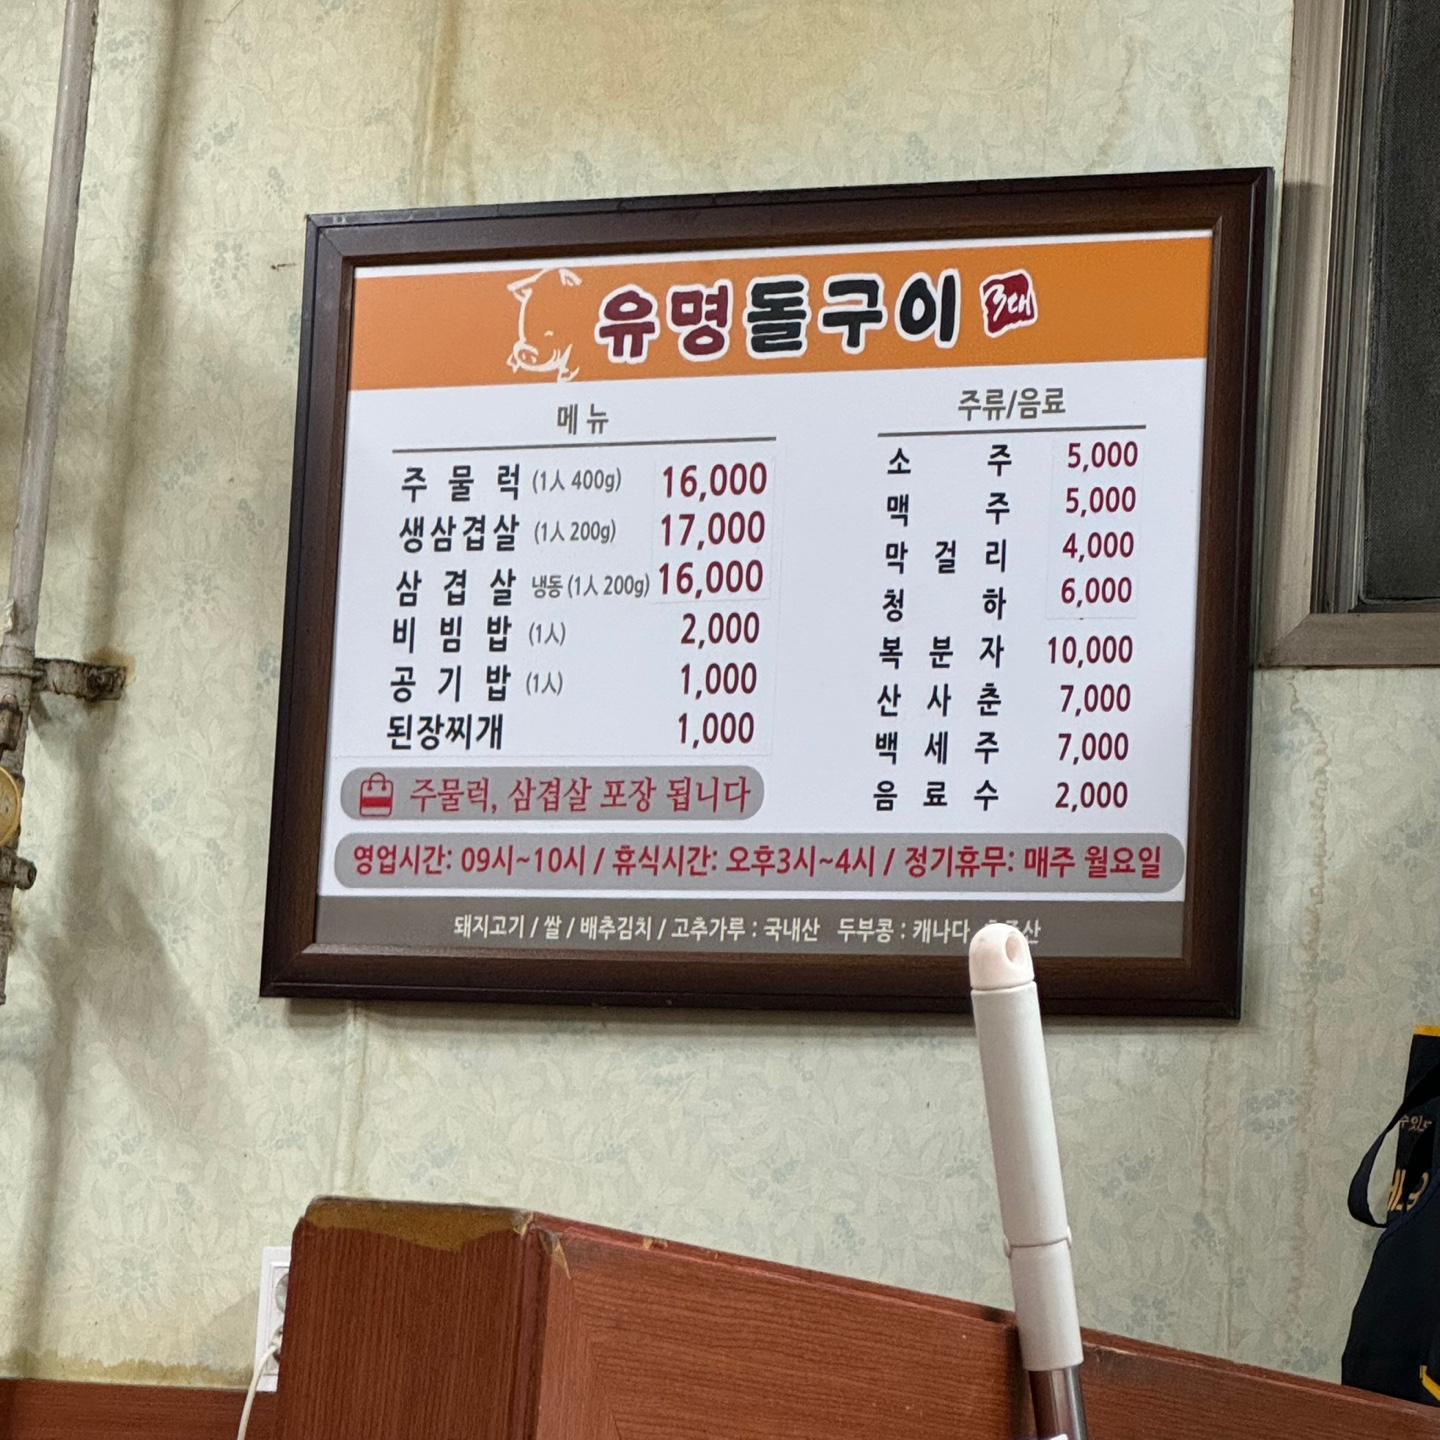 유명돌구이 3대
메뉴
주물럭 (1人 400g) 16,000
생삼겹살 (1人 200g) 17,000
삼겹살 냉동 (1人 200g) 16,000
비빔밥 (1人) 2,000
공기밥 (1人) 1,000
된장찌개 1,000
주물럭, 삼겹살 포장 됩니다
주류/음료
소주 5,000
맥주 5,000
막걸리 4,000
청하 6,000
복분자 10,000
산사춘 7,000
백세주 7,000
음료수 2,000
영업시간: 09시~10시 / 휴식시간: 오후3시~4시 / 정기휴무: 매주 월요일
돼지고기 / 쌀 / 배추김치 / 고추가루 : 국내산 두부콩 : 캐나다